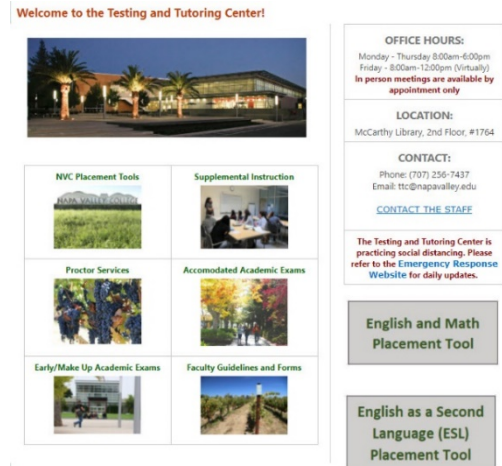 Welcome to the Testing and Tutoring Center!
NVC Placement Tools
Supplemental Instruction
NAPA VALLEY COLLEGE
Proctor Services
Accomodated Academic Exams
Early/Make Up Academic Exams
Faculty Guidelines and Forms
OFFICE HOURS:
Monday - Thursday 8:00am-6:00pm
Friday - 8:00am-12:00pm (Virtually)
In person meetings are available by
appointment only
LOCATION:
McCarthy Library, 2nd Floor, #1764
CONTACT:
Phone: (707) 256-7437
Email: ttc@napavalley.edu
CONTACT THE STAFF
The Testing and Tutoring Center is
practicing social distancing. Please
refer to the Emergency Response
Website for daily updates.
English and Math
Placement Tool
English as a Second
Language (ESL)
Placement Tool